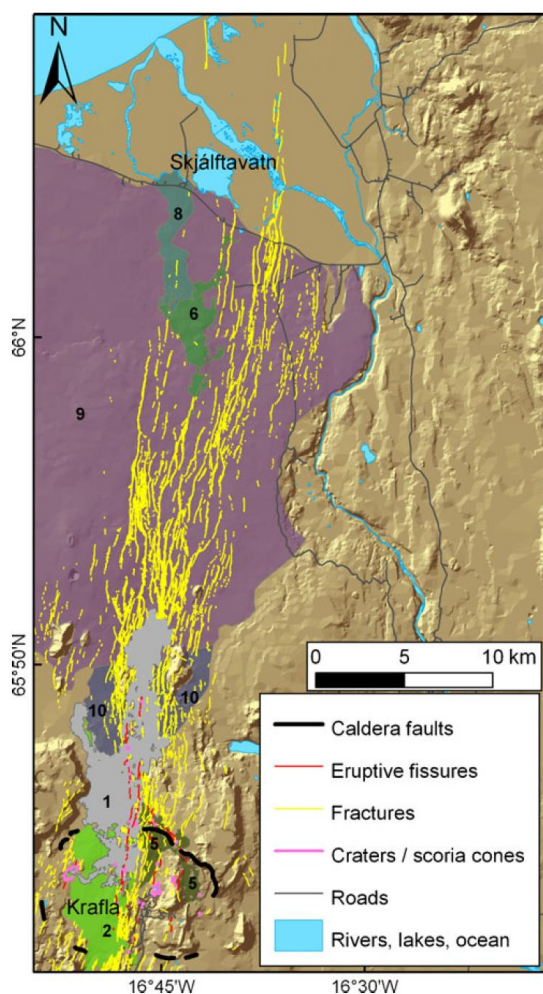 N
Skjálftavatn
8
6
66°N
9
65°50'N
0 5 10 km
10
10
1
5
5
Krafla
2
Caldera faults
Eruptive fissures
Fractures
Craters / scoria cones
Roads
Rivers, lakes, ocean
16°45'W
16°30'W